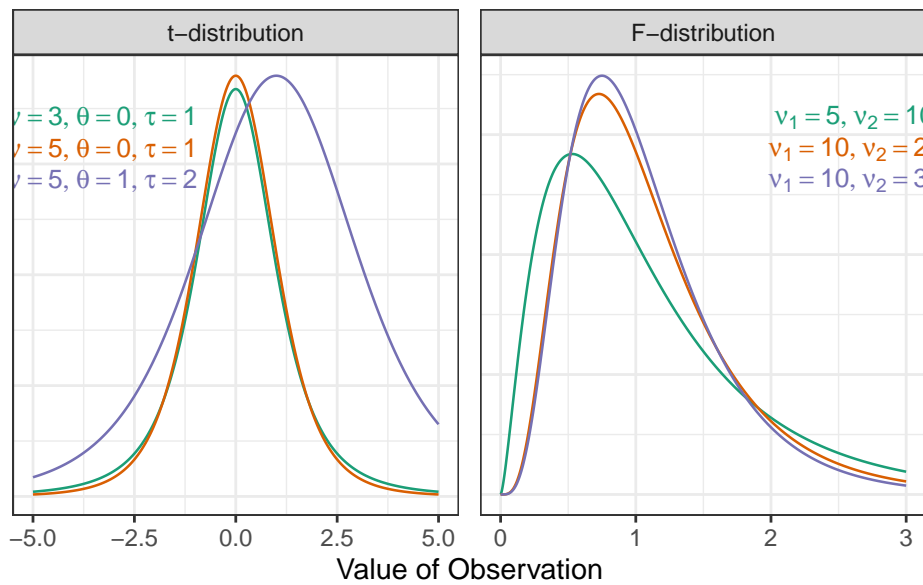 t−distribution
F−distribution
ν = 3, θ = 0, τ = 1
ν = 5, θ = 0, τ = 1
ν = 5, θ = 1, τ = 2
ν₁ = 5, ν₂ = 10
ν₁ = 10, ν₂ = 2
ν₁ = 10, ν₂ = 3
−5.0 −2.5 0.0 2.5 5.0
0 1 2 3
Value of Observation